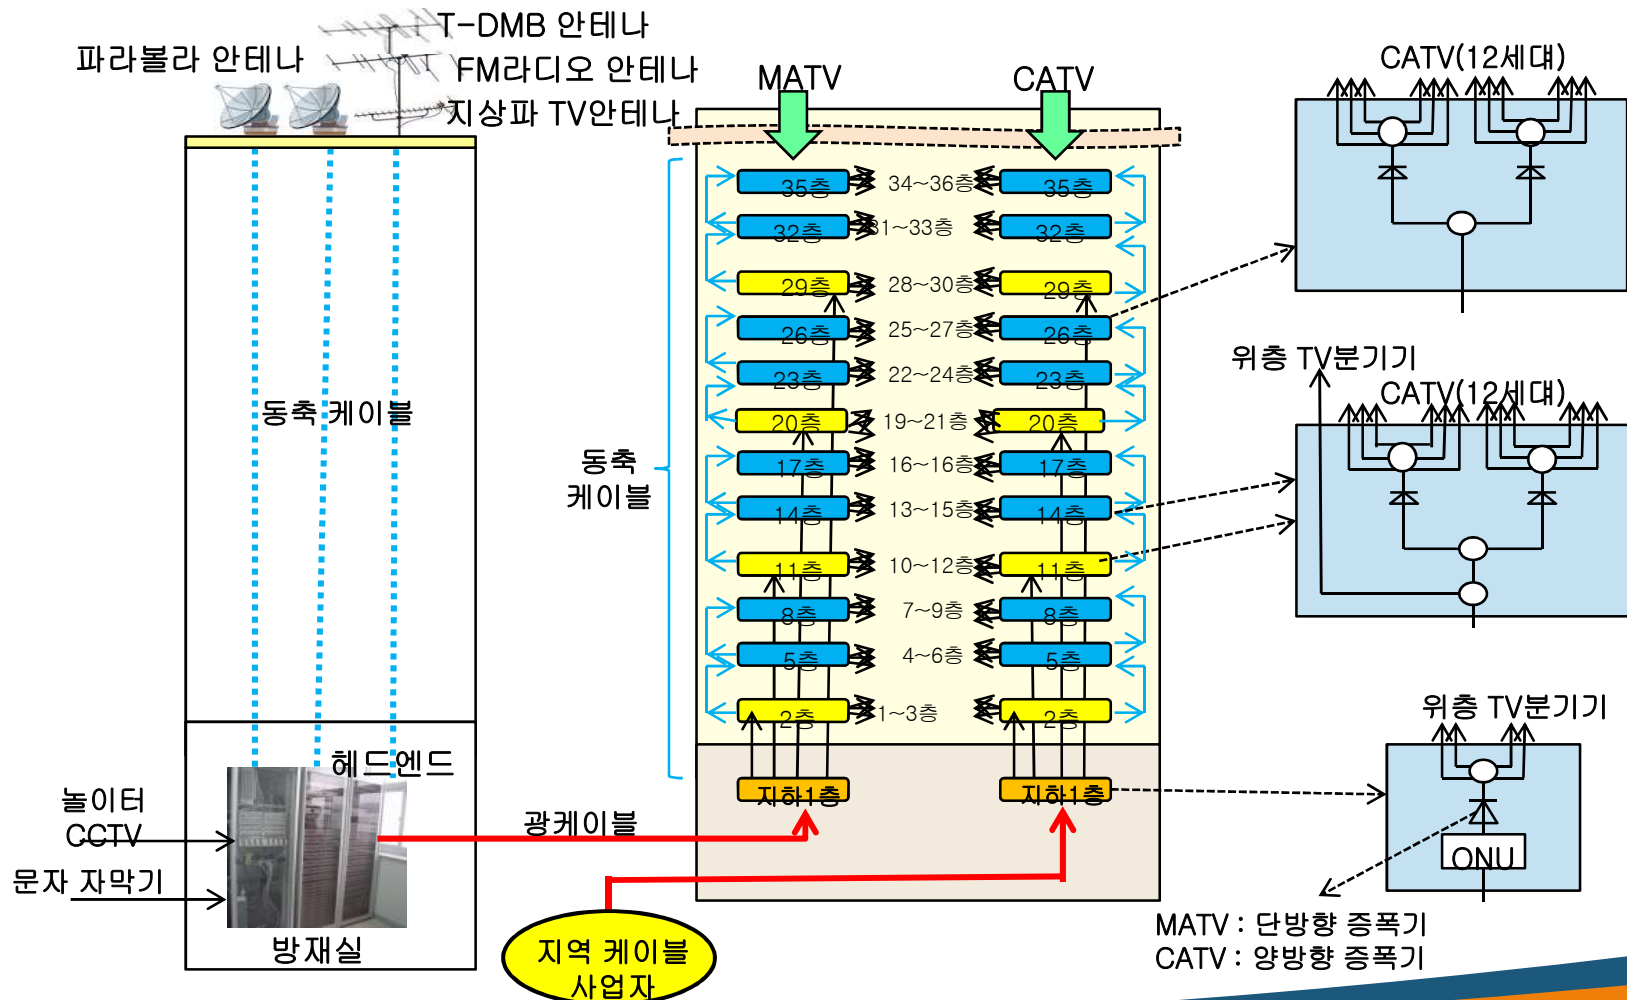 T-DMB 안테나
파라볼라 안테나
FM라디오 안테나
지상파 TV안테나
동축 케이블
헤드엔드
놀이터
CCTV
문자 자막기
방재실
광케이블
지역 케이블
사업자
동축
케이블
MATV
CATV
35층 34~36층 35층
32층 31~33층 32층
29층 28~30층 29층
26층 25~27층 26층
23층 22~24층 23층
20층 19~21층 20층
17층 16~16층 17층
14층 13~15층 14층
11층 10~12층 11층
8층 7~9층 8층
5층 4~6층 5층
2층 1~3층 2층
지하1층 지하1층
CATV(12세대)
위층 TV분기기
CATV(12세대)
위층 TV분기기
ONU
MATV : 단방향 증폭기
CATV : 양방향 증폭기